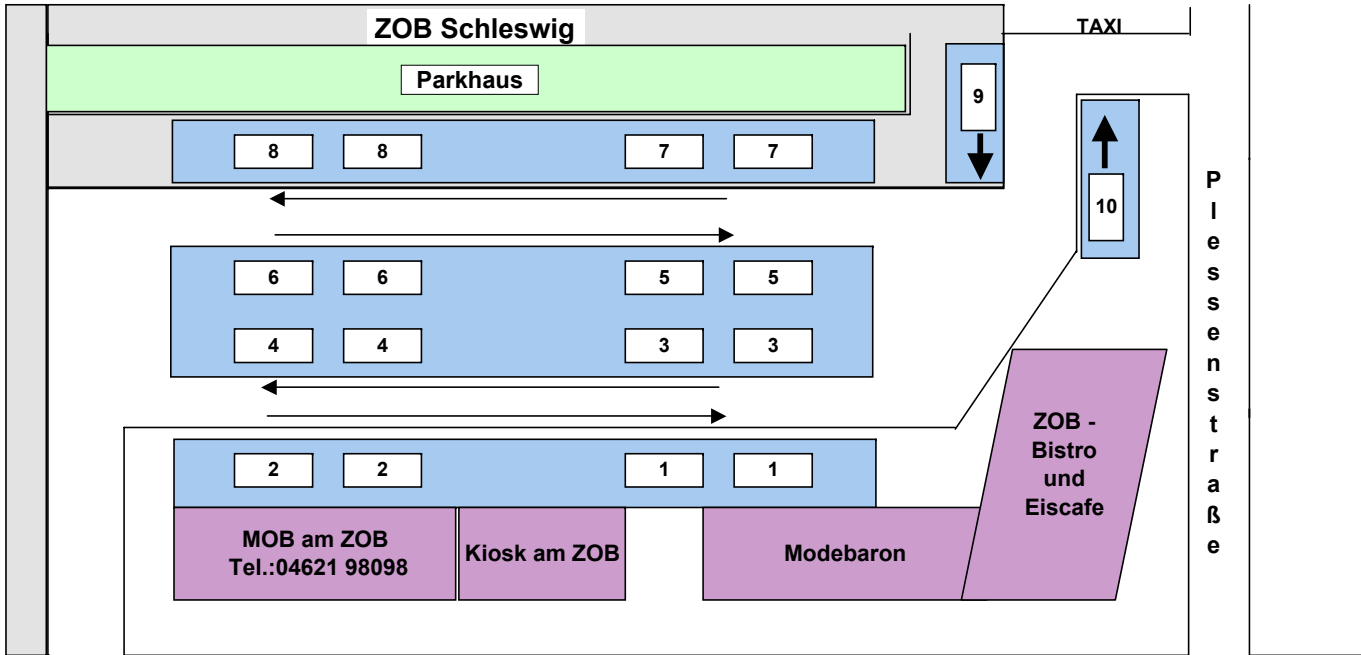 ZOB Schleswig
TAXI
Parkhaus
9
8 8 7 7
10
6 6 5 5
4 4 3 3
2 2 1 1
ZOB -
Bistro
und
Eiscafe
MOB am ZOB
Tel.:04621 98098
Kiosk am ZOB
Modebaron
Plessenstraße